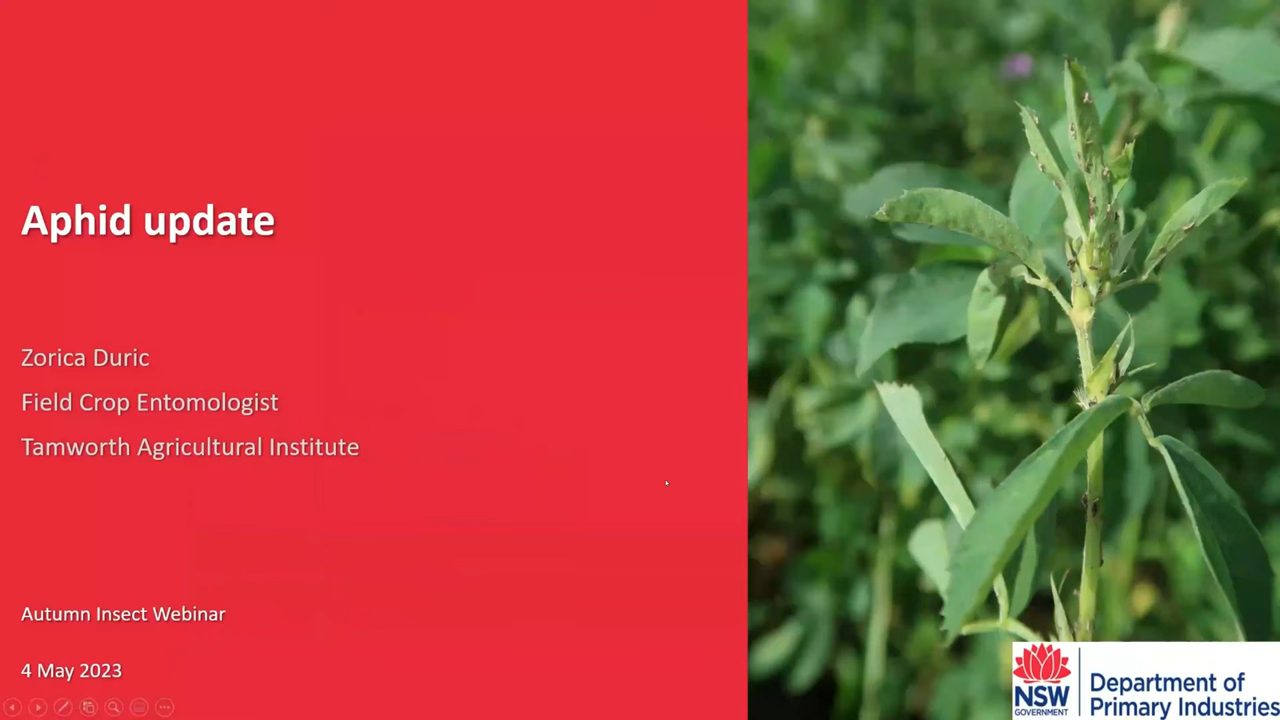 Aphid update
Zorica Duric
Field Crop Entomologist
Tamworth Agricultural Institute
Autumn Insect Webinar
4 May 2023
NSW
GOVERNMENT
Department of
Primary Industries